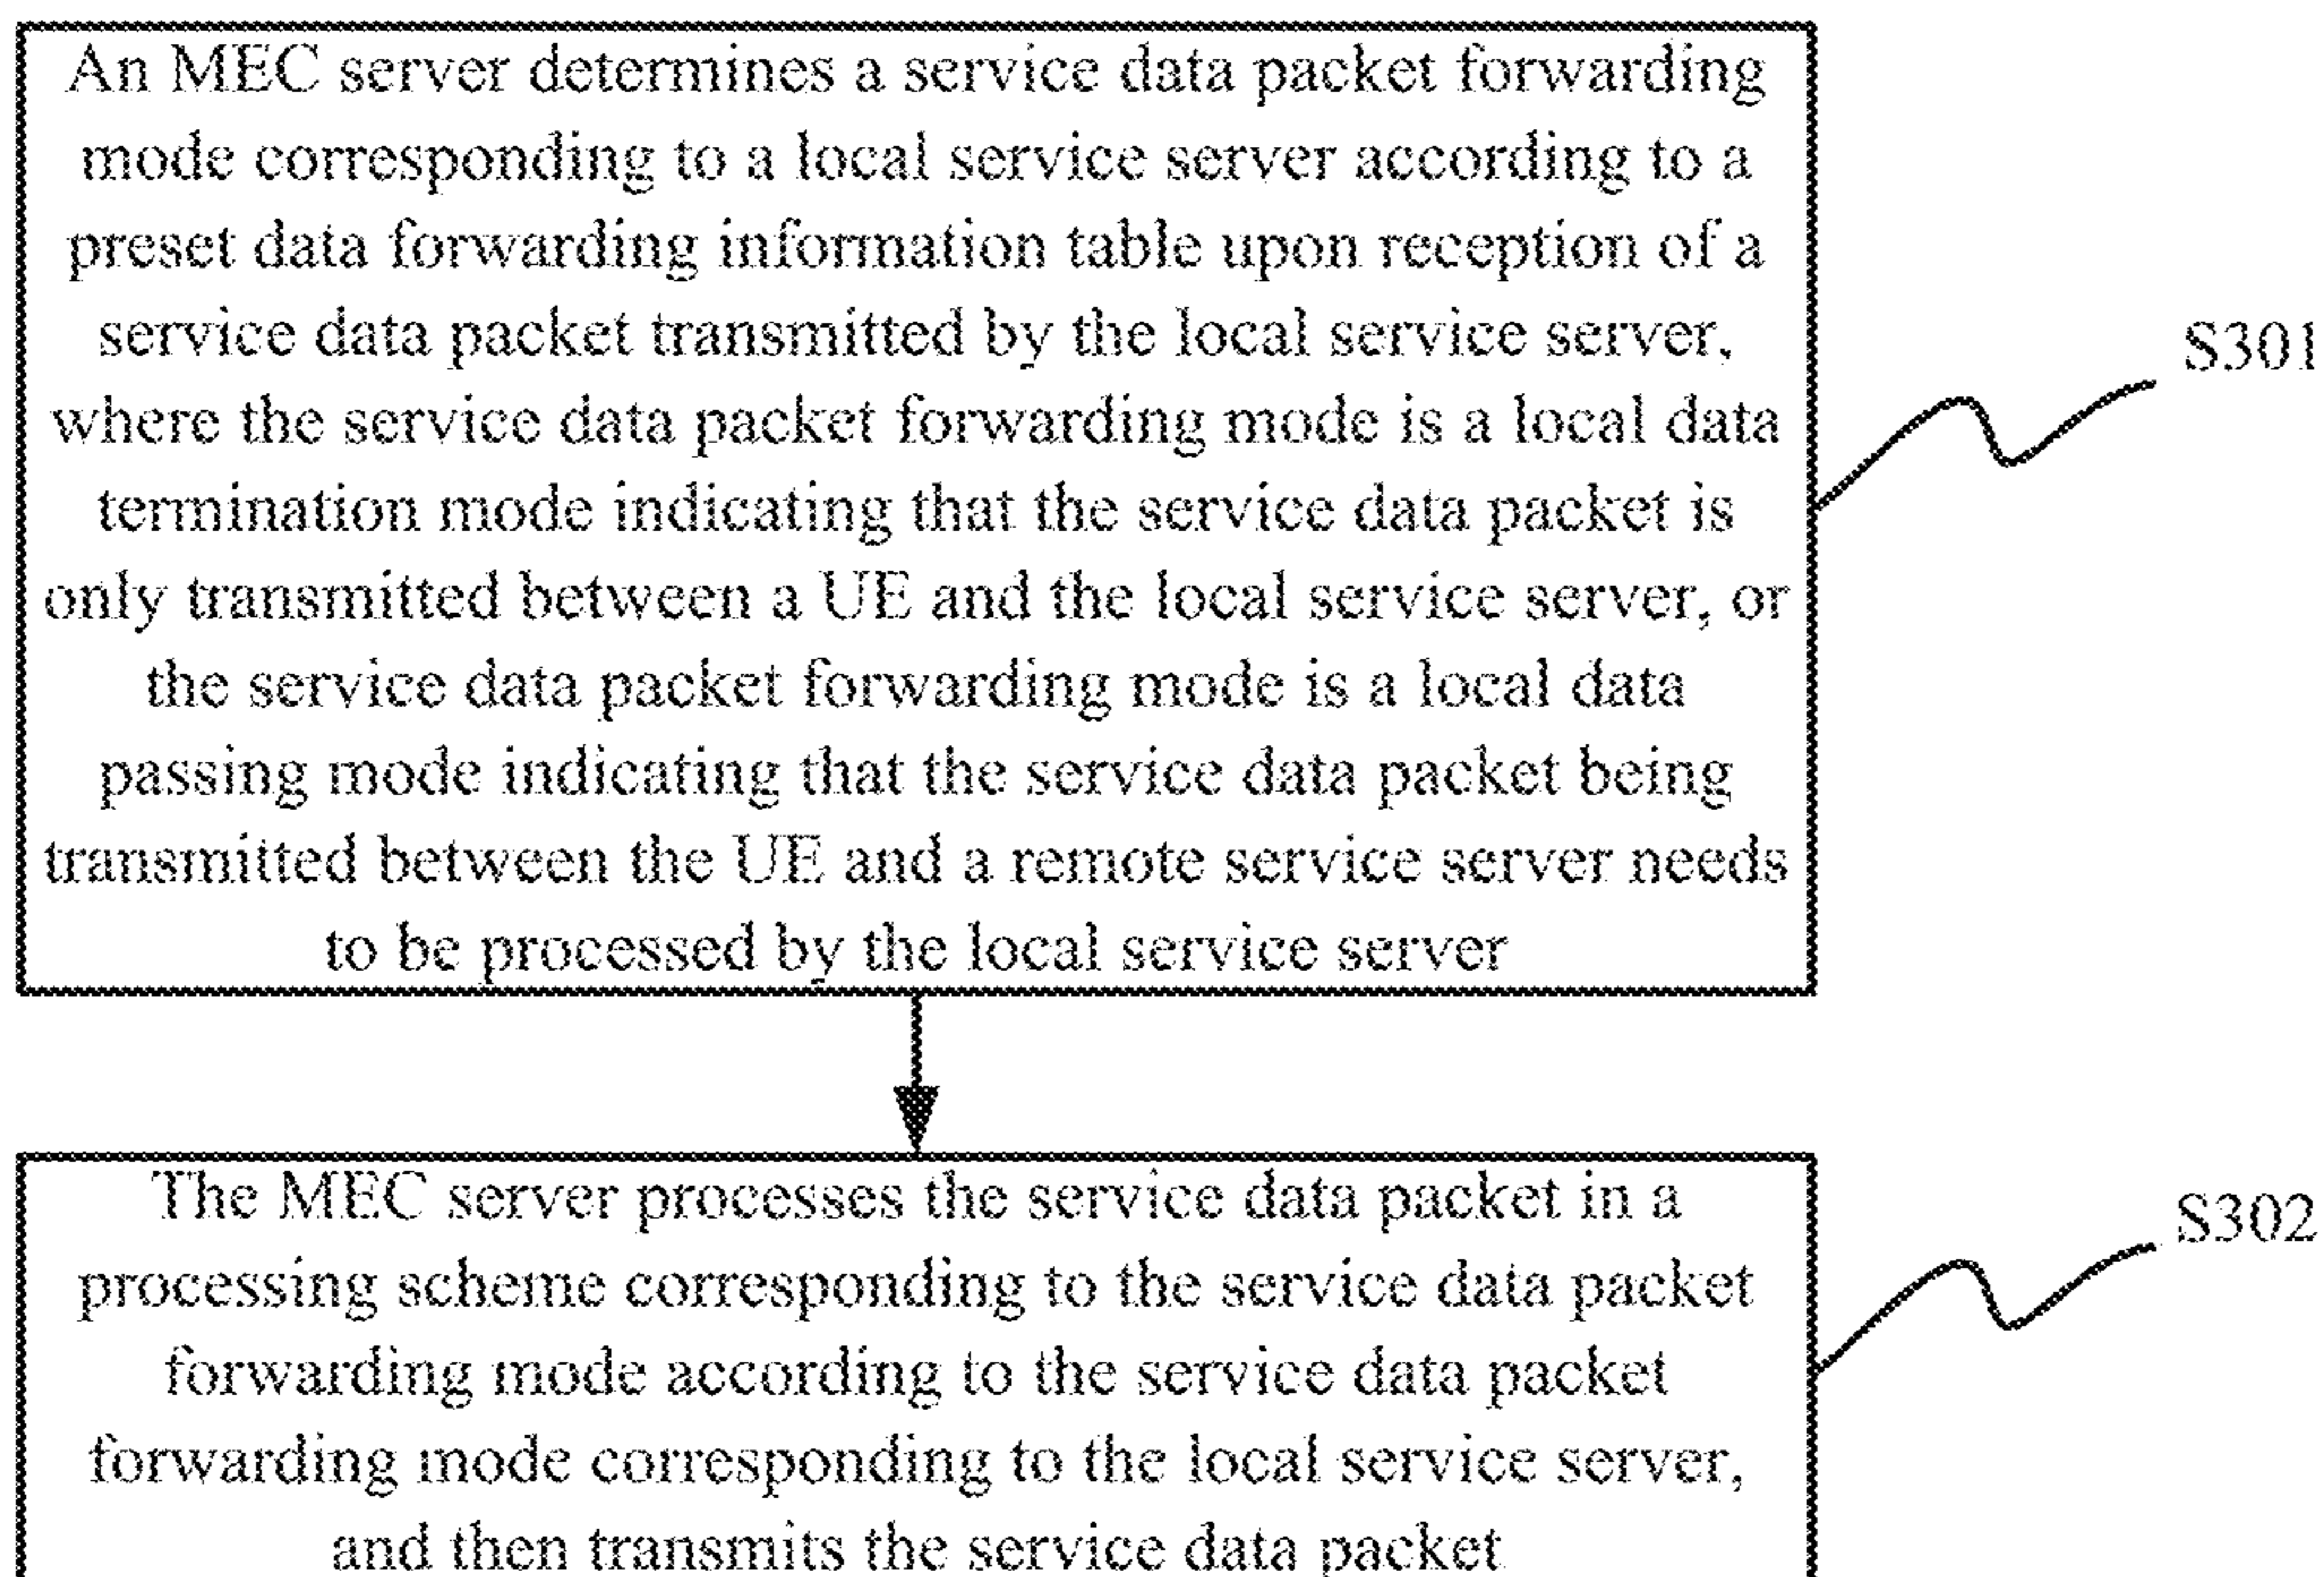 An MEC server determines a service data packet forwarding
mode corresponding to a local service server according to a
preset data forwarding information table upon reception of a
service data packet transmitted by the local service server,
where the service data packet forwarding mode is a local data
termination mode indicating that the service data packet is
only transmitted between a UE and the local service server, or
the service data packet forwarding mode is a local data
passing mode indicating that the service data packet being
transmitted between the UE and a remote service server needs
to be processed by the local service server
S301
The MEC server processes the service data packet in a
processing scheme corresponding to the service data packet
forwarding mode according to the service data packet
forwarding mode corresponding to the local service server,
and then transmits the service data packet
S302